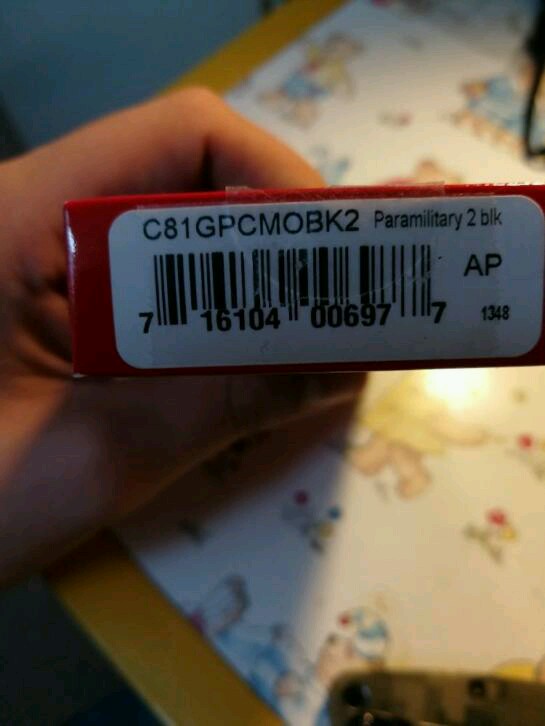 C81GPCMOBK2 Paramilitary 2 blk
AP
7 16104 00697 7
1348